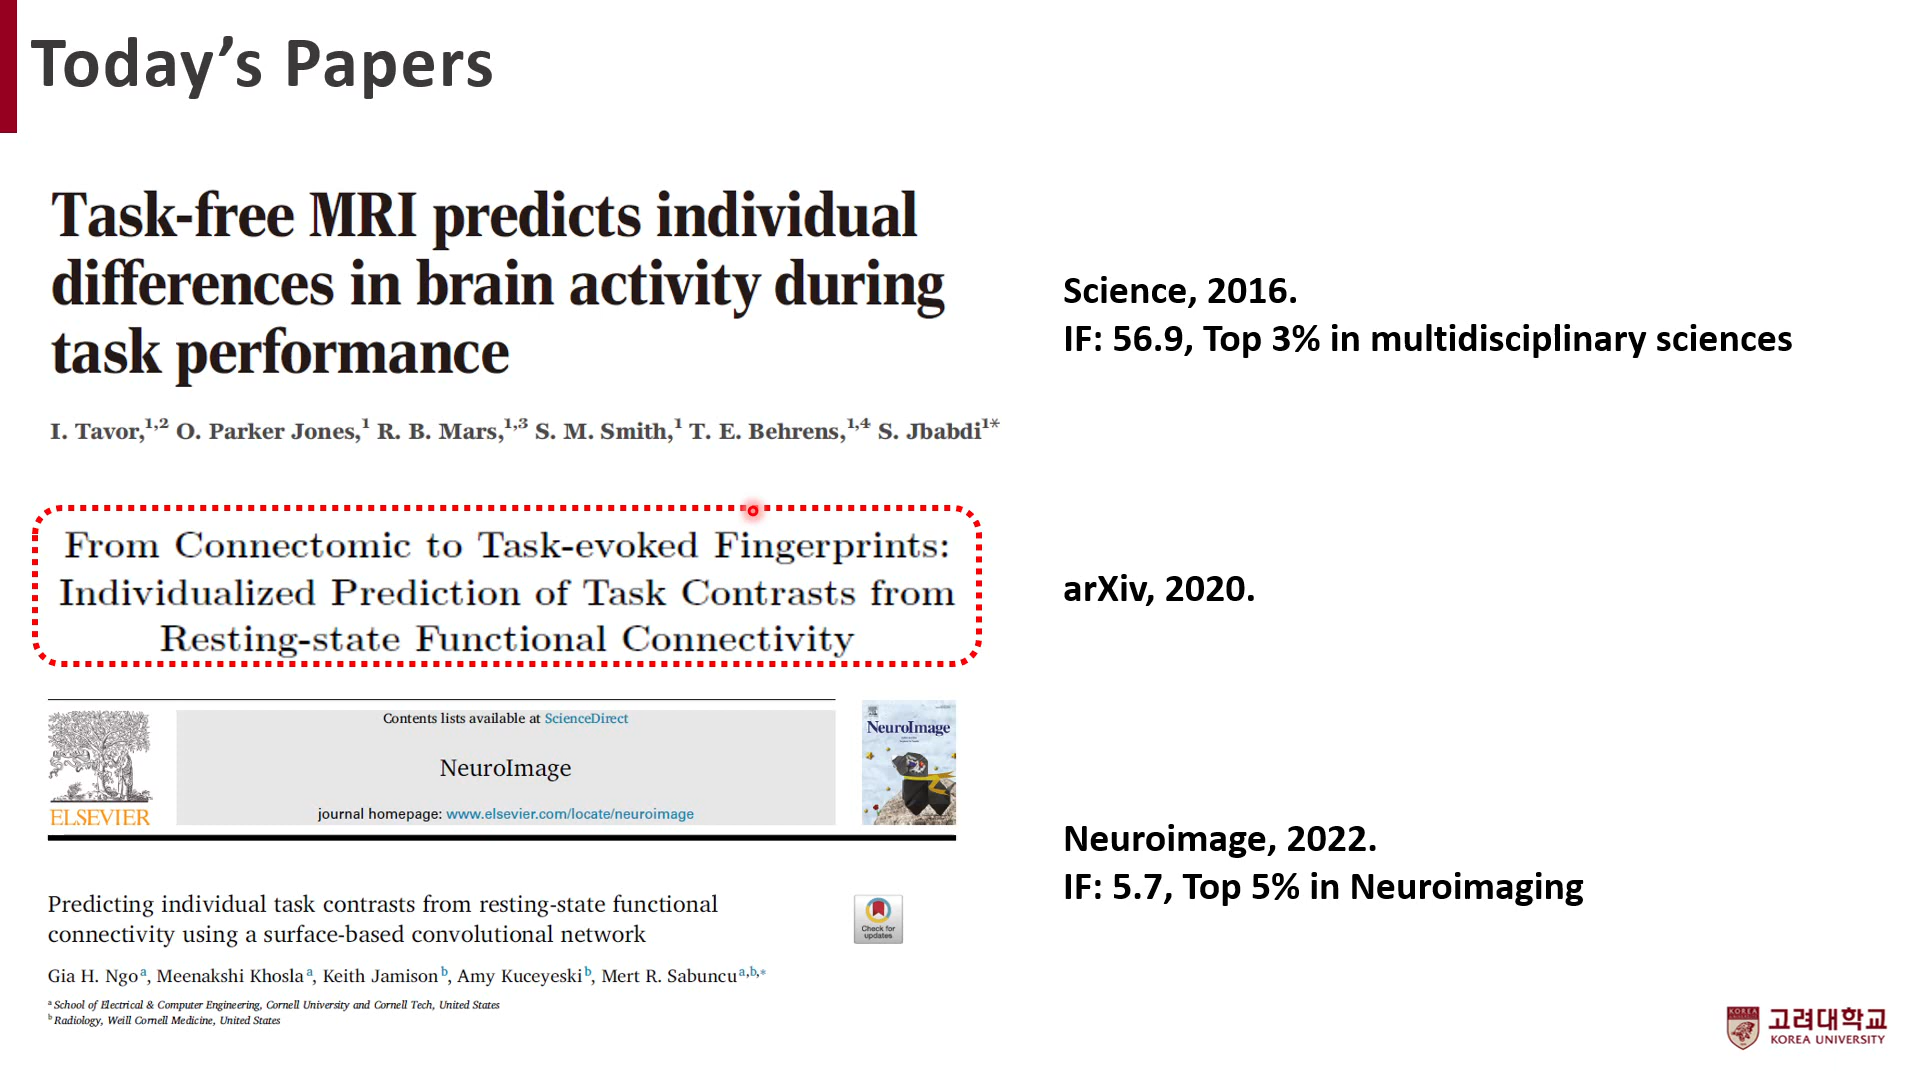 Today’s Papers
Task-free MRI predicts individual
differences in brain activity during
task performance
I. Tavor,1,2 O. Parker Jones,1 R. B. Mars,1,3 S. M. Smith,1 T. E. Behrens,1,4 S. Jbabdi1*
Science, 2016.
IF: 56.9, Top 3% in multidisciplinary sciences
From Connectomic to Task-evoked Fingerprints:
Individualized Prediction of Task Contrasts from
Resting-state Functional Connectivity
arXiv, 2020.
Contents lists available at ScienceDirect
NeuroImage
journal homepage: www.elsevier.com/locate/neuroimage
ELSEVIER
NeuroImage
Predicting individual task contrasts from resting-state functional
connectivity using a surface-based convolutional network
Check for
updates
Gia H. Ngo a, Meenakshi Khosla a, Keith Jamison b, Amy Kuceyeski b, Mert R. Sabuncu a,b,*
a School of Electrical & Computer Engineering, Cornell University and Cornell Tech, United States
b Radiology, Weill Cornell Medicine, United States
Neuroimage, 2022.
IF: 5.7, Top 5% in Neuroimaging
KOREA
고려대학교
KOREA UNIVERSITY